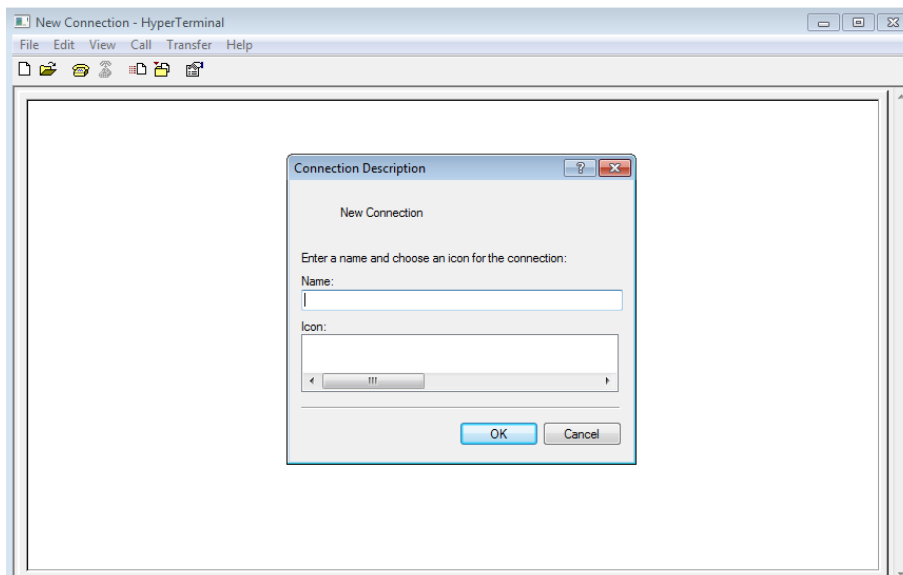 New Connection - HyperTerminal
File Edit View Call Transfer Help
Connection Description
New Connection
Enter a name and choose an icon for the connection:
Name:
Icon:
OK Cancel